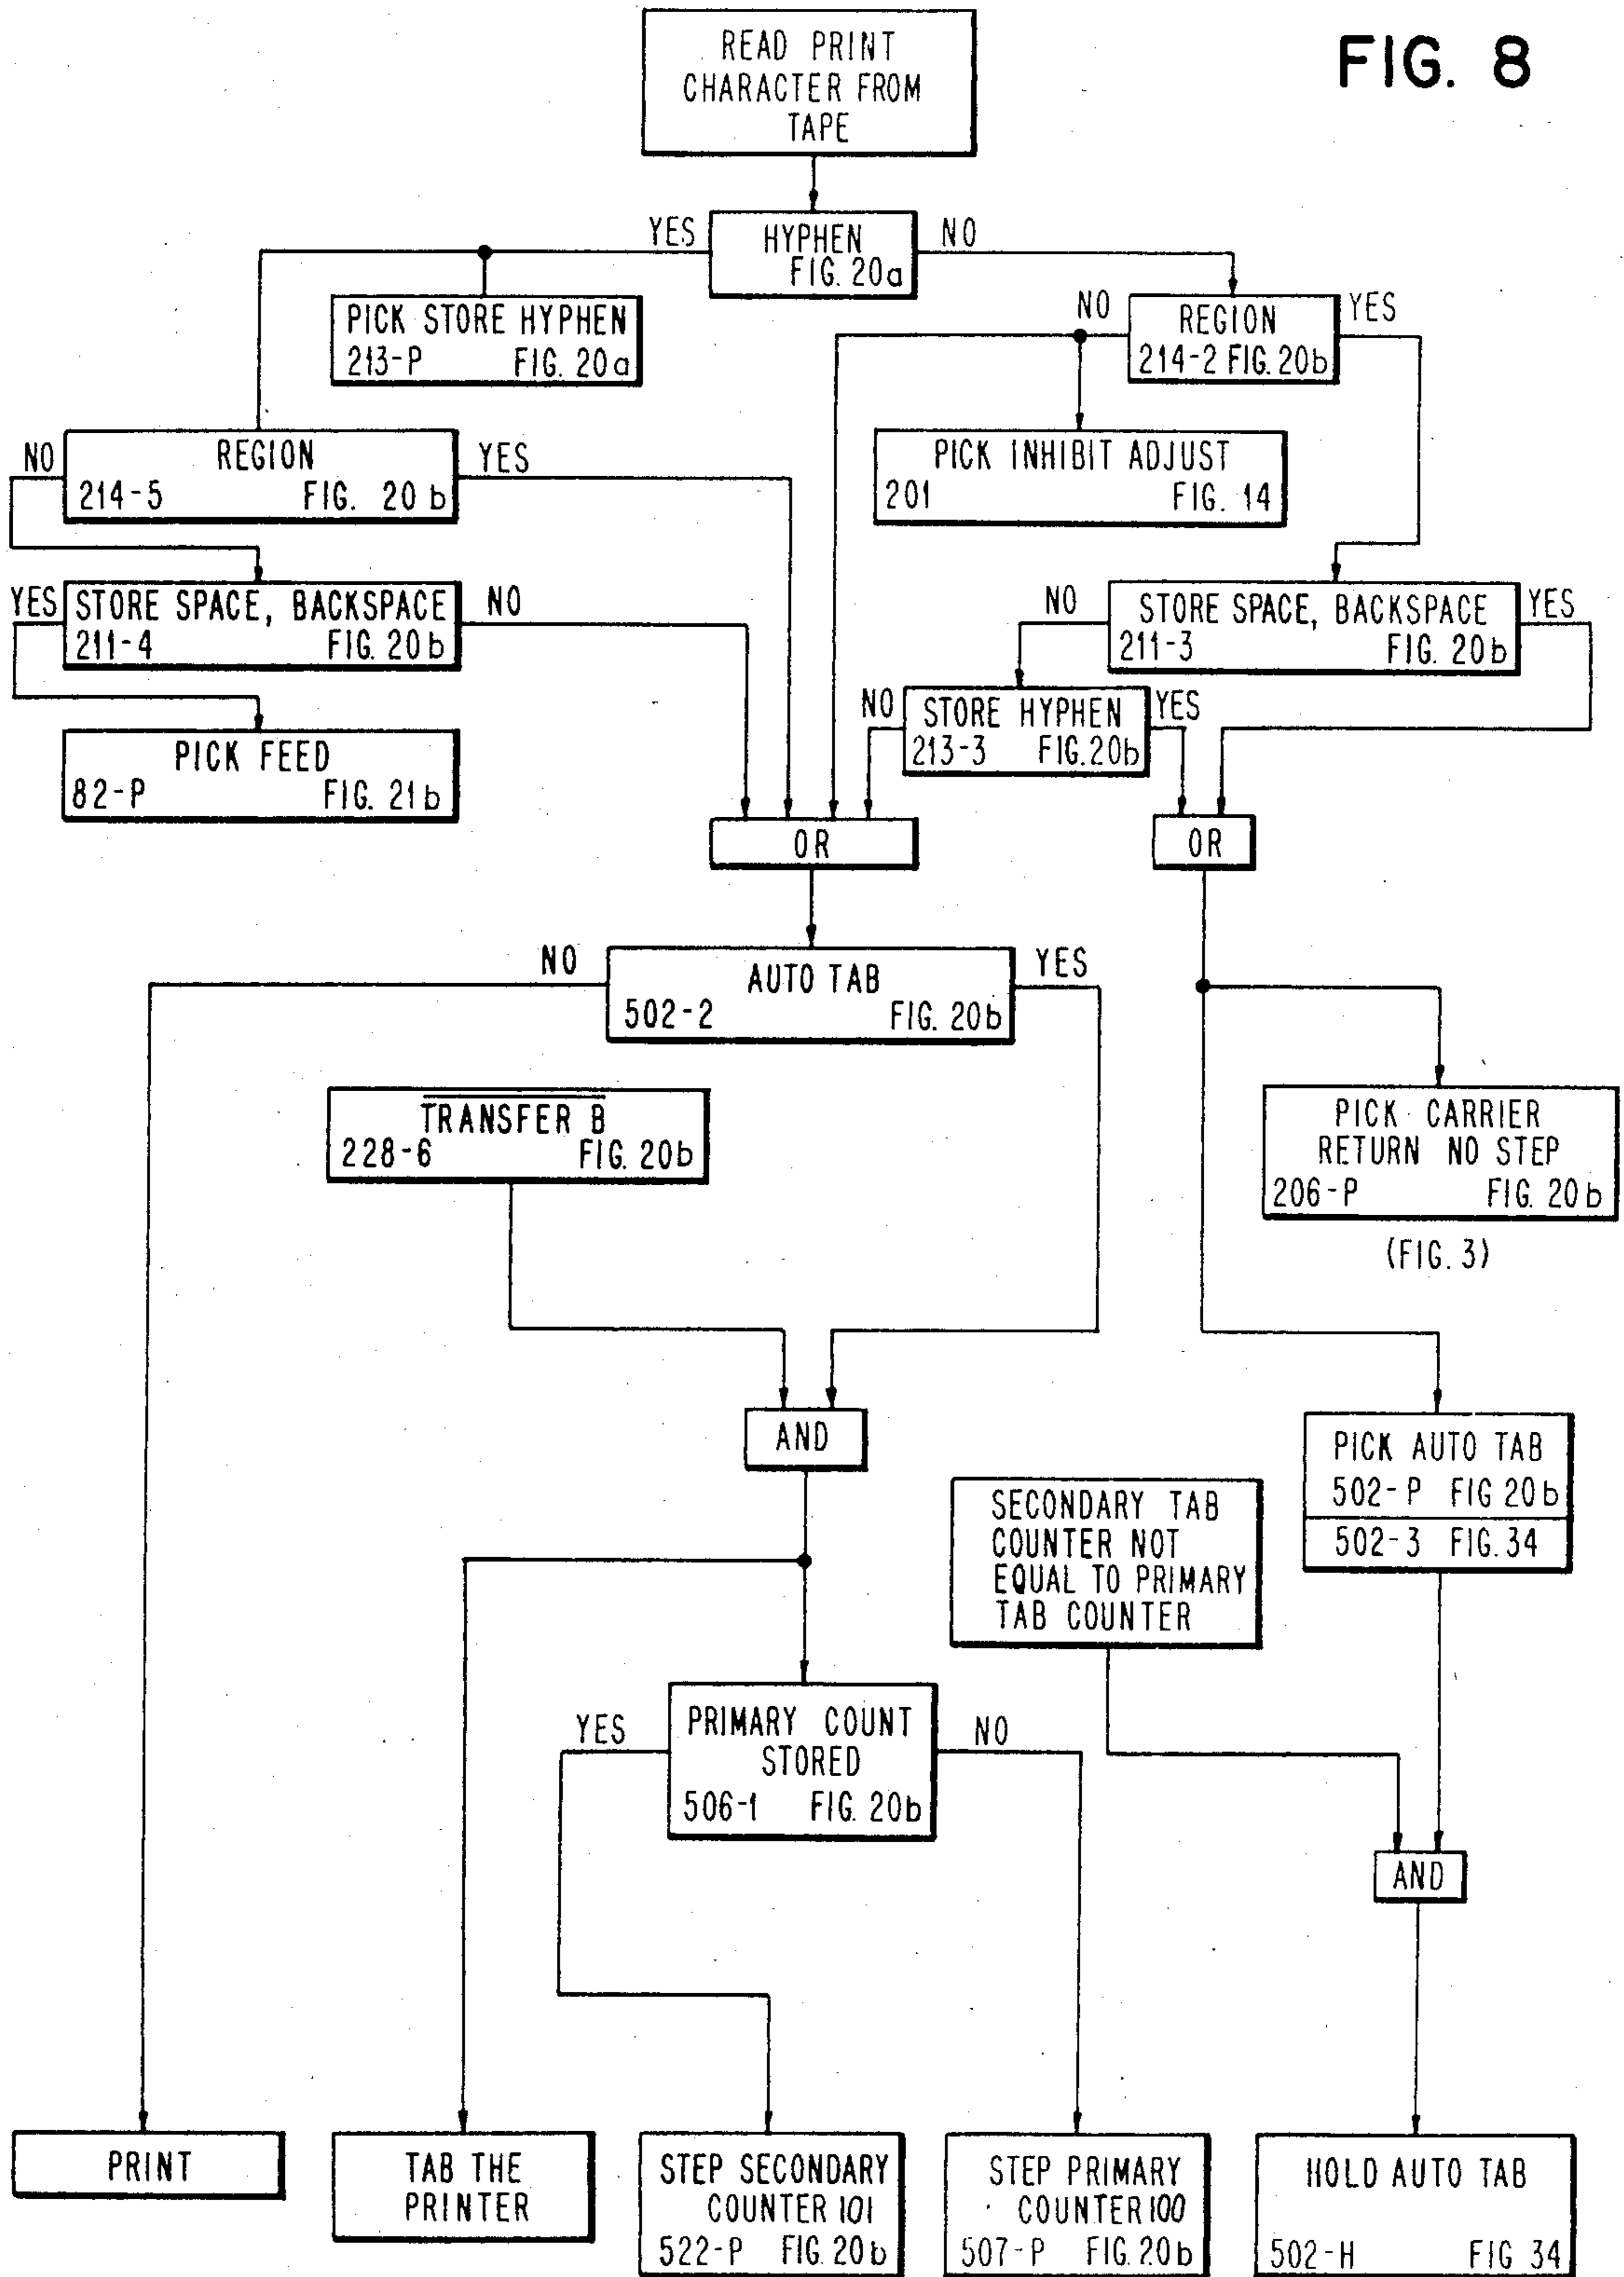 FIG. 8
READ PRINT
CHARACTER FROM
TAPE
YES
HYPHEN
FIG. 20a
NO
PICK STORE HYPHEN
213-P FIG. 20a
NO
REGION
214-2 FIG. 20b
YES
PICK INHIBIT ADJUST
201 FIG. 14
NO
REGION
214-5 FIG. 20b
YES
YES
STORE SPACE, BACKSPACE
211-4 FIG. 20b
NO
NO
STORE SPACE, BACKSPACE
211-3 FIG. 20b
YES
NO
STORE HYPHEN
213-3 FIG. 20b
YES
PICK FEED
82-P FIG. 21b
OR
OR
NO
AUTO TAB
502-2 FIG. 20b
YES
TRANSFER B
228-6 FIG. 20b
PICK CARRIER
RETURN NO STEP
206-P FIG. 20b
(FIG. 3)
AND
PICK AUTO TAB
502-P FIG 20b
502-3 FIG. 34
SECONDARY TAB
COUNTER NOT
EQUAL TO PRIMARY
TAB COUNTER
YES
PRIMARY COUNT
STORED
506-1 FIG. 20b
NO
AND
PRINT
TAB THE
PRINTER
STEP SECONDARY
COUNTER 101
522-P FIG. 20b
STEP PRIMARY
COUNTER 100
507-P FIG. 20b
HOLD AUTO TAB
502-H FIG 34